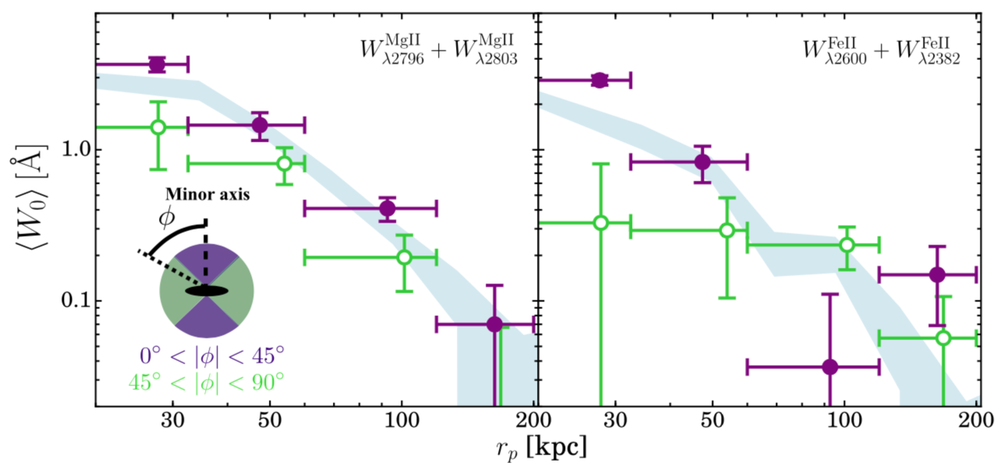 W^MgII_λ2796 + W^MgII_λ2803
W^FeII_λ2600 + W^FeII_λ2382
⟨W₀⟩ [Å]
1.0
0.1
Minor axis
ϕ
0° < |ϕ| < 45°
45° < |ϕ| < 90°
30 50 100 200 30 50 100 200
r_p [kpc]